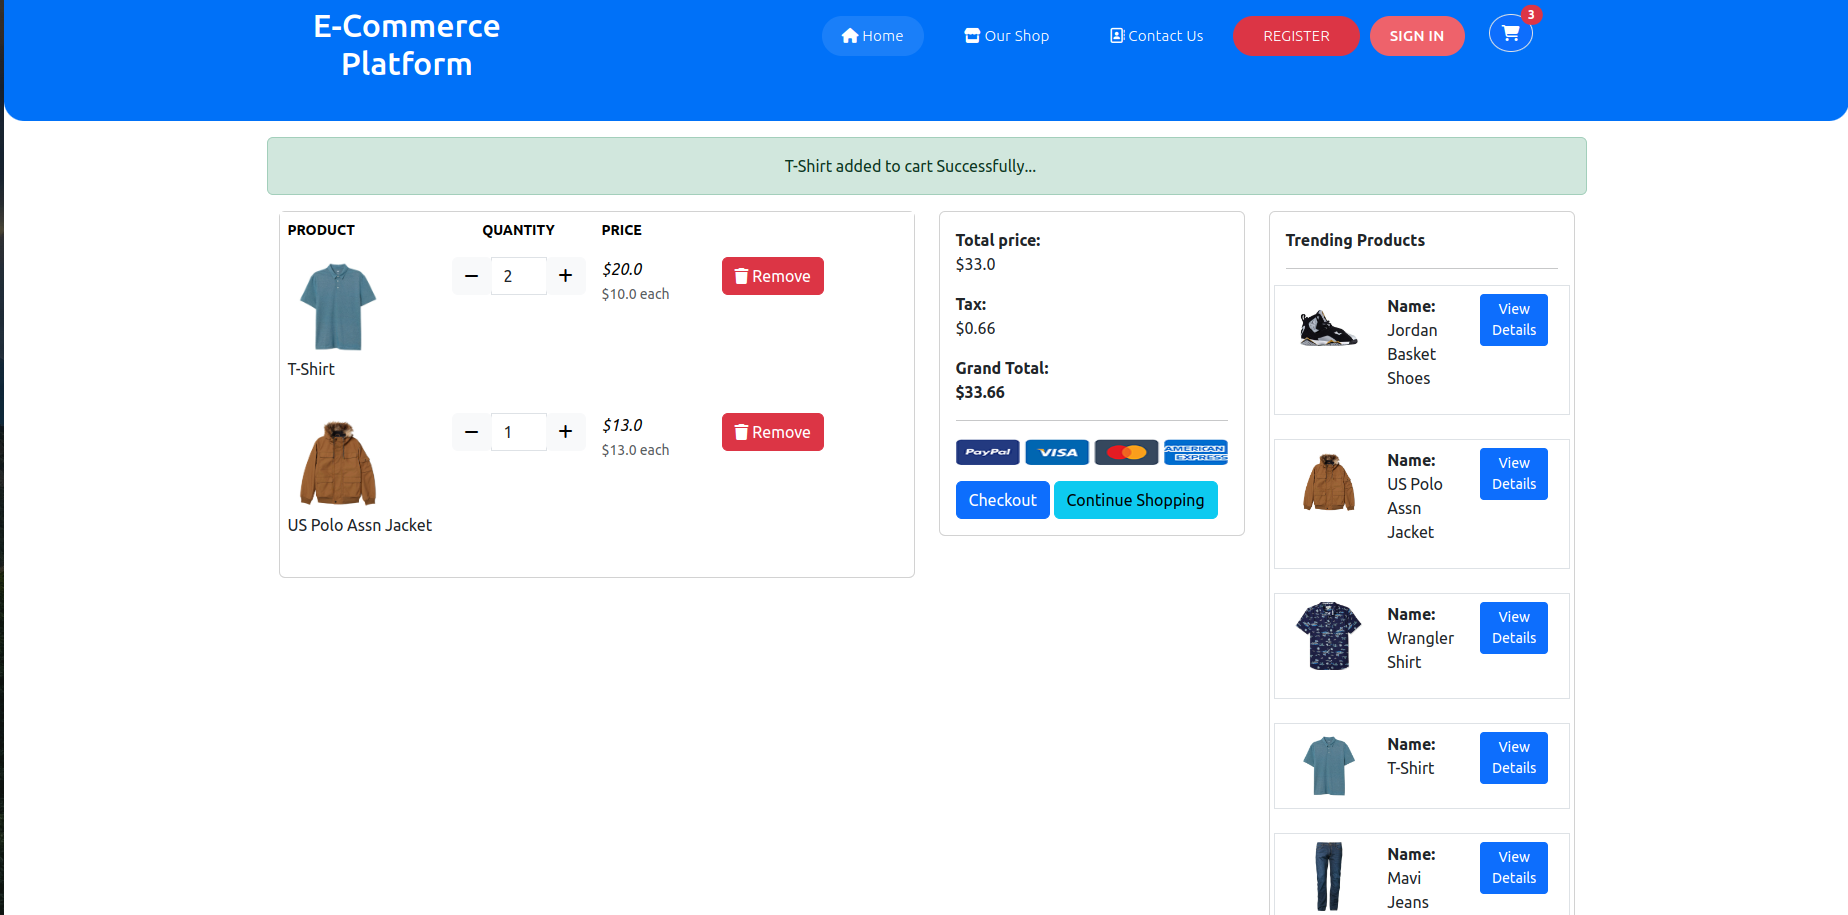 E-Commerce
Platform
Home
Our Shop
Contact Us
REGISTER
SIGN IN
3
T-Shirt added to cart Successfully...
PRODUCT QUANTITY PRICE
2
$20.0
$10.0 each
Remove
T-Shirt
1
$13.0
$13.0 each
Remove
US Polo Assn Jacket
Total price:
$33.0
Tax:
$0.66
Grand Total:
$33.66
PayPal
VISA
AMERICAN
EXPRESS
Checkout
Continue Shopping
Trending Products
Name:
Jordan
Basket
Shoes
View
Details
Name:
US Polo
Assn
Jacket
View
Details
Name:
Wrangler
Shirt
View
Details
Name:
T-Shirt
View
Details
Name:
Mavi
Jeans
View
Details